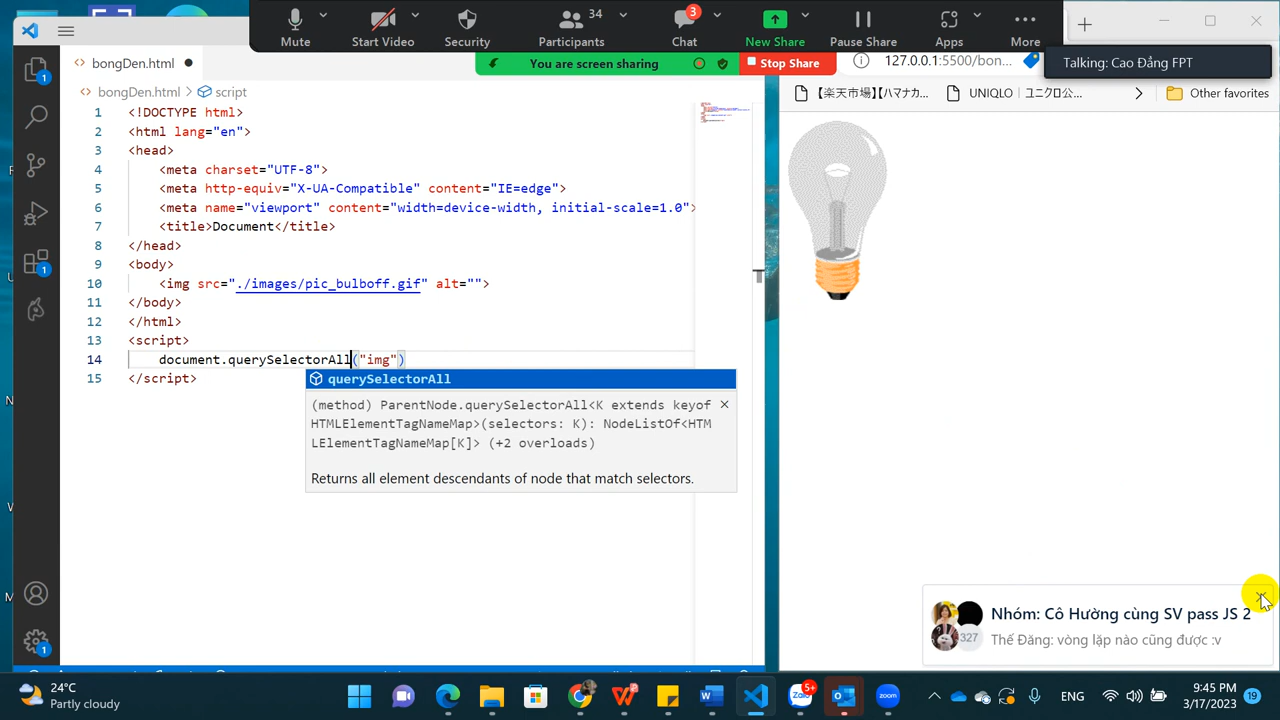 Mute
Start Video
Security
34
Participants
3
Chat
New Share
Pause Share
Apps
More
You are screen sharing
Stop Share
Talking: Cao Đẳng FPT
bongDen.html
bongDen.html > script
127.0.0.1:5500/bon...
【楽天市場】【ハマナカ...
UNIQLO｜ユニクロ公...
Other favorites
1 <!DOCTYPE html>
2 <html lang="en">
3 <head>
4 <meta charset="UTF-8">
5 <meta http-equiv="X-UA-Compatible" content="IE=edge">
6 <meta name="viewport" content="width=device-width, initial-scale=1.0">
7 <title>Document</title>
8 </head>
9 <body>
10 <img src="./images/pic_bulboff.gif" alt="">
11 </body>
12 </html>
13 <script>
14 document.querySelectorAll("img")
15 </script>
querySelectorAll
(method) ParentNode.querySelectorAll<K extends keyof
HTMLElementTagNameMap>(selectors: K): NodeListOf<HTM
LElementTagNameMap[K]> (+2 overloads)
Returns all element descendants of node that match selectors.
1
1
1
Nhóm: Cô Hường cùng SV pass JS 2
327
Thế Đăng: vòng lặp nào cũng được :v
24°C
Partly cloudy
5+
zoom
ENG
9:45 PM
3/17/2023
19